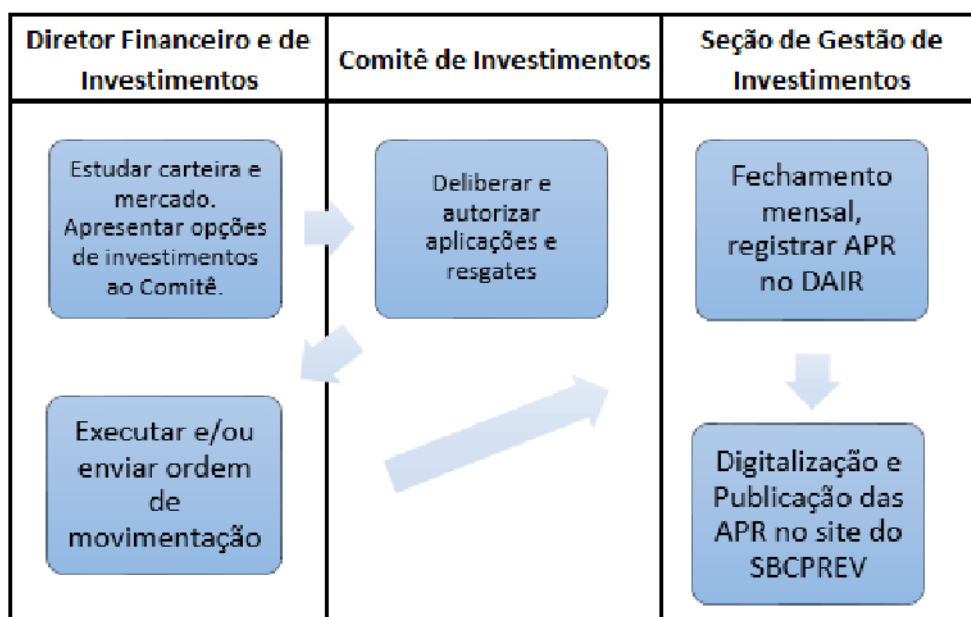 Diretor Financeiro e de
Investimentos
Comitê de Investimentos
Seção de Gestão de
Investimentos
Estudar carteira e
mercado.
Apresentar opções
de investimentos
ao Comitê.
Deliberar e
autorizar
aplicações e
resgates
Executar e/ou
enviar ordem
de
movimentação
Fechamento
mensal,
registrar APR
no DAIR
Digitalização e
Publicação das
APR no site do
SBCPREV